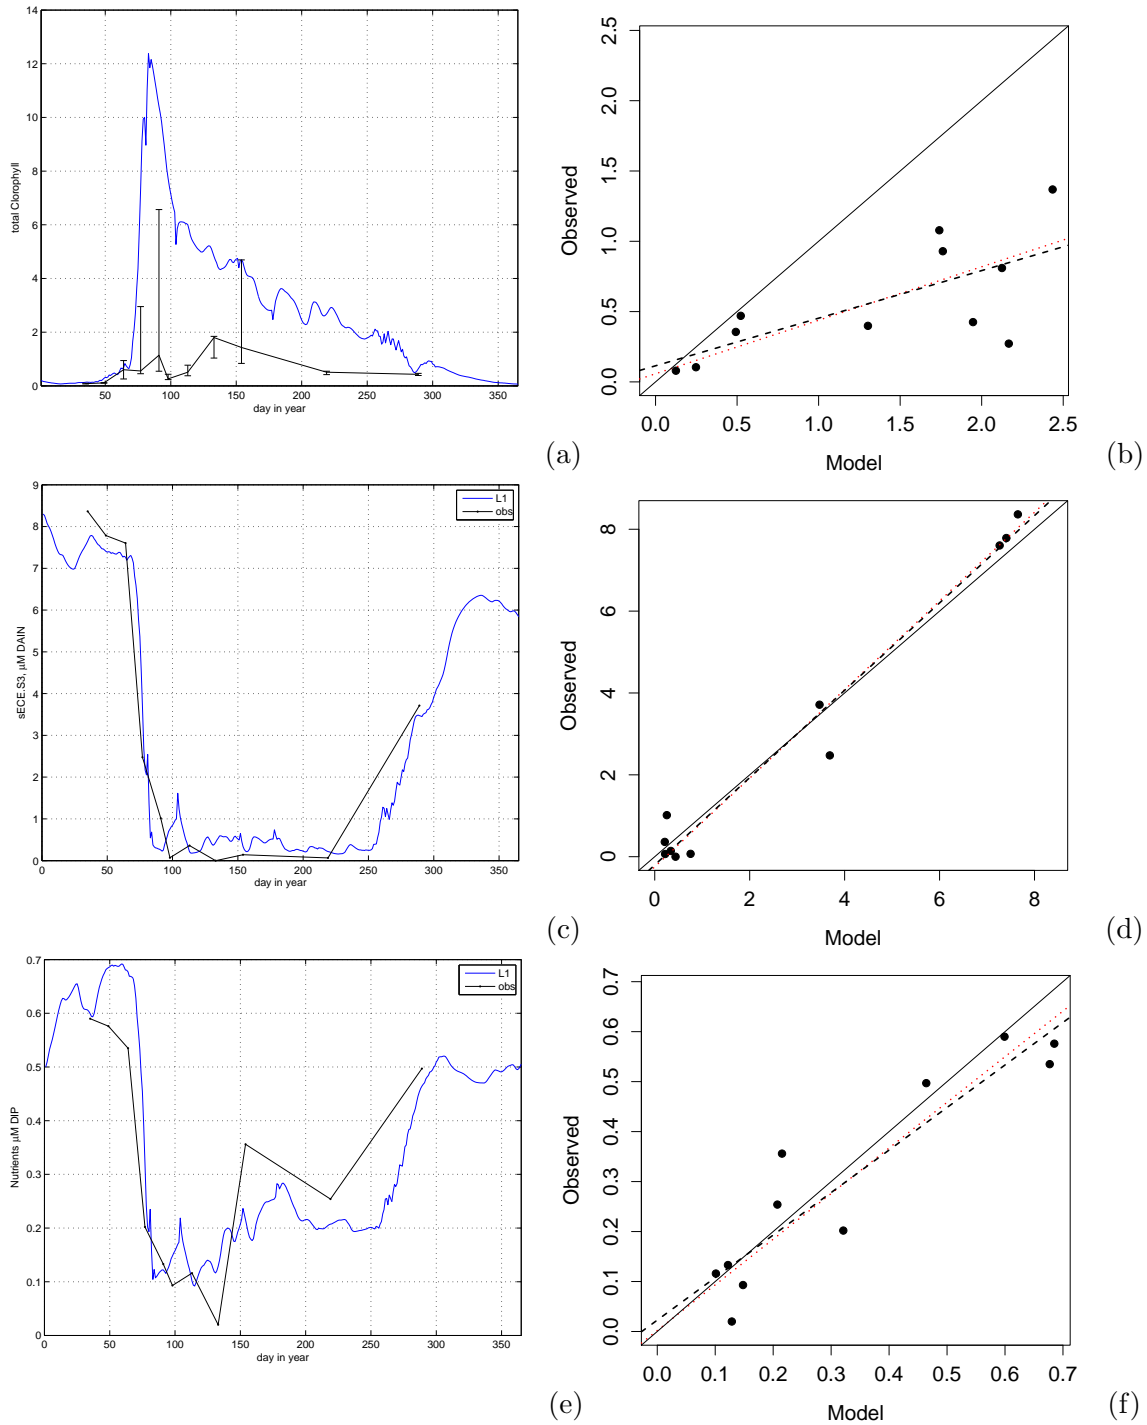 14
12
10
8
6
4
2
0
total Clorophyll
50 100 150 200 250 300 350
day in year
(a)
2.5
2.0
1.5
1.0
0.5
0.0
Observed
0.0 0.5 1.0 1.5 2.0 2.5
Model
(b)
9
8
7
6
5
4
3
2
1
0
sECE.S3, µM DAIN
L1
obs
0 50 100 150 200 250 300 350
day in year
(c)
8
6
4
2
0
Observed
0 2 4 6 8
Model
(d)
0.7
0.6
0.5
0.4
0.3
0.2
0.1
0
Nutrients µM DIP
L1
obs
0 50 100 150 200 250 300 350
day in year
(e)
0.7
0.6
0.5
0.4
0.3
0.2
0.1
0.0
Observed
0.0 0.1 0.2 0.3 0.4 0.5 0.6 0.7
Model
(f)